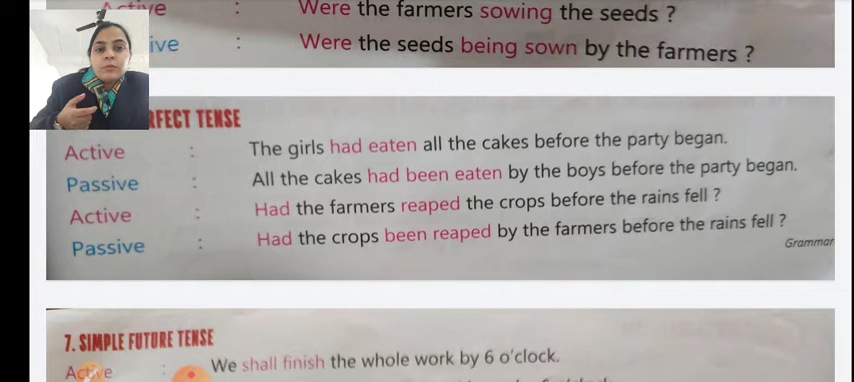 Active : Were the farmers sowing the seeds ?
ive : Were the seeds being sown by the farmers ?
RFECT TENSE
Active : The girls had eaten all the cakes before the party began.
Passive : All the cakes had been eaten by the boys before the party began.
Active : Had the farmers reaped the crops before the rains fell ?
Passive : Had the crops been reaped by the farmers before the rains fell ?
Grammar
7. SIMPLE FUTURE TENSE
Active : We shall finish the whole work by 6 o'clock.